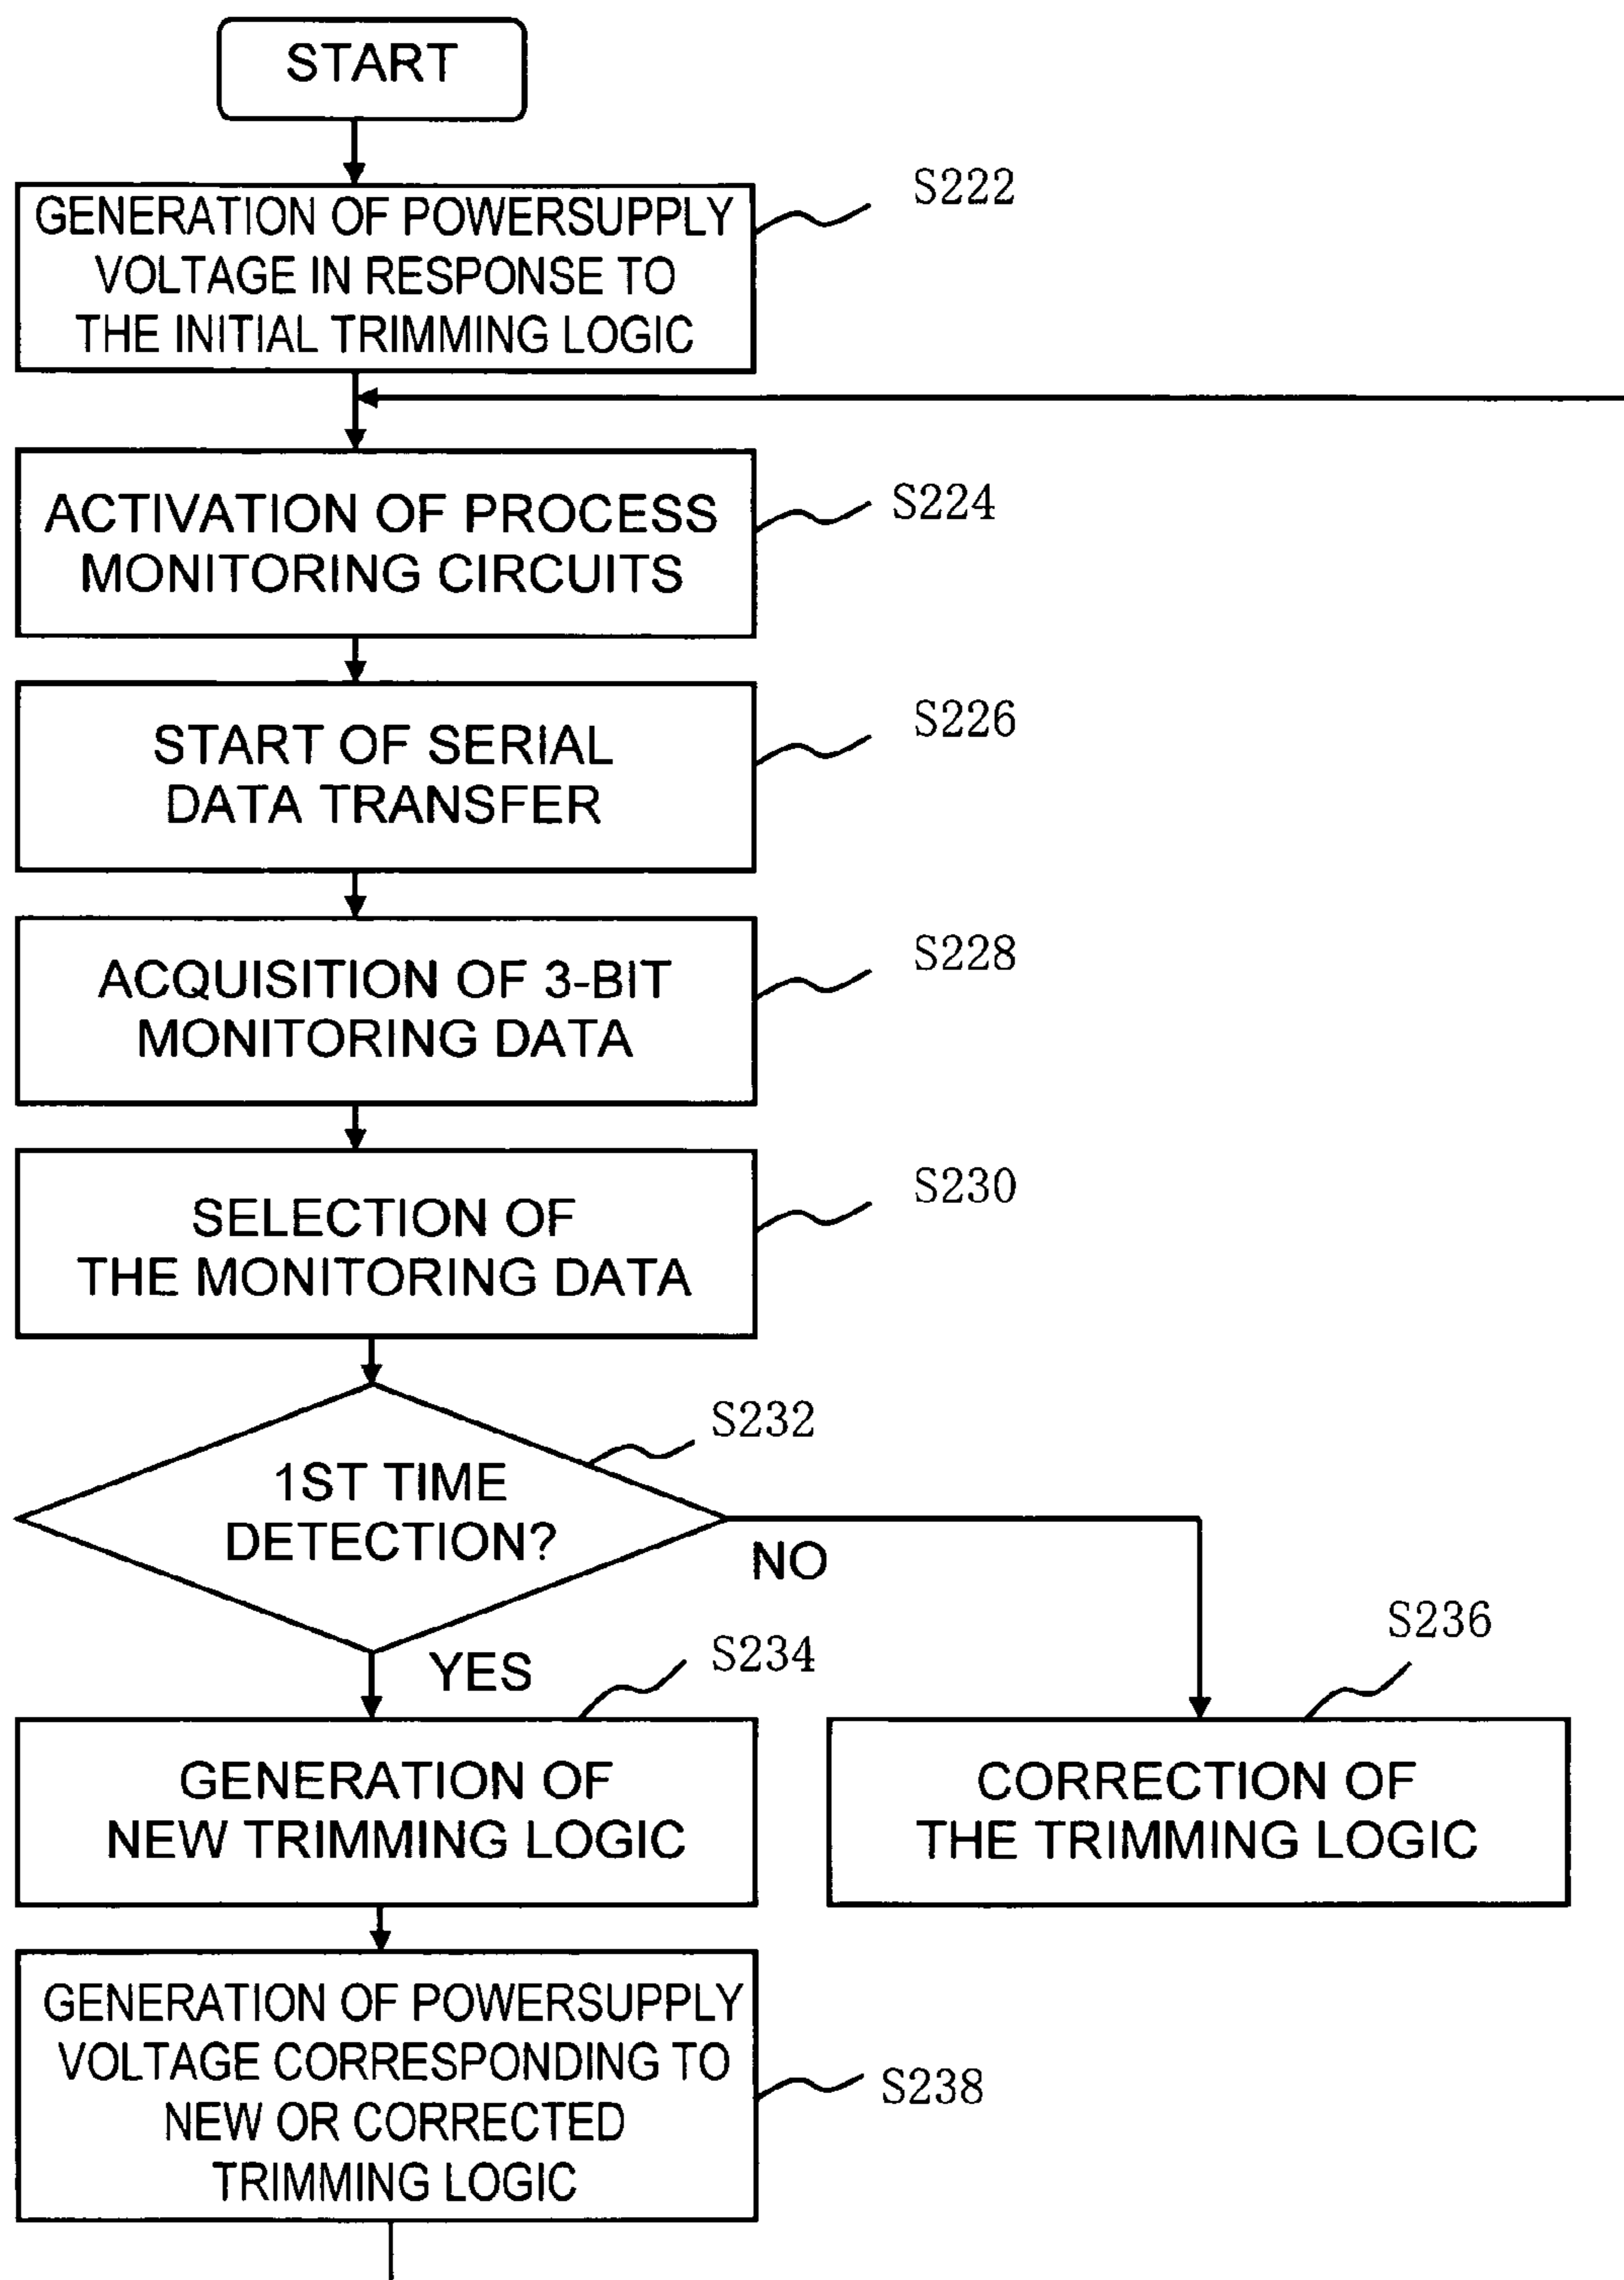 START
GENERATION OF POWERSUPPLY
VOLTAGE IN RESPONSE TO
THE INITIAL TRIMMING LOGIC
S222
ACTIVATION OF PROCESS
MONITORING CIRCUITS
S224
START OF SERIAL
DATA TRANSFER
S226
ACQUISITION OF 3-BIT
MONITORING DATA
S228
SELECTION OF
THE MONITORING DATA
S230
1ST TIME
DETECTION?
S232
NO
YES
S234
S236
GENERATION OF
NEW TRIMMING LOGIC
CORRECTION OF
THE TRIMMING LOGIC
GENERATION OF POWERSUPPLY
VOLTAGE CORRESPONDING TO
NEW OR CORRECTED
TRIMMING LOGIC
S238